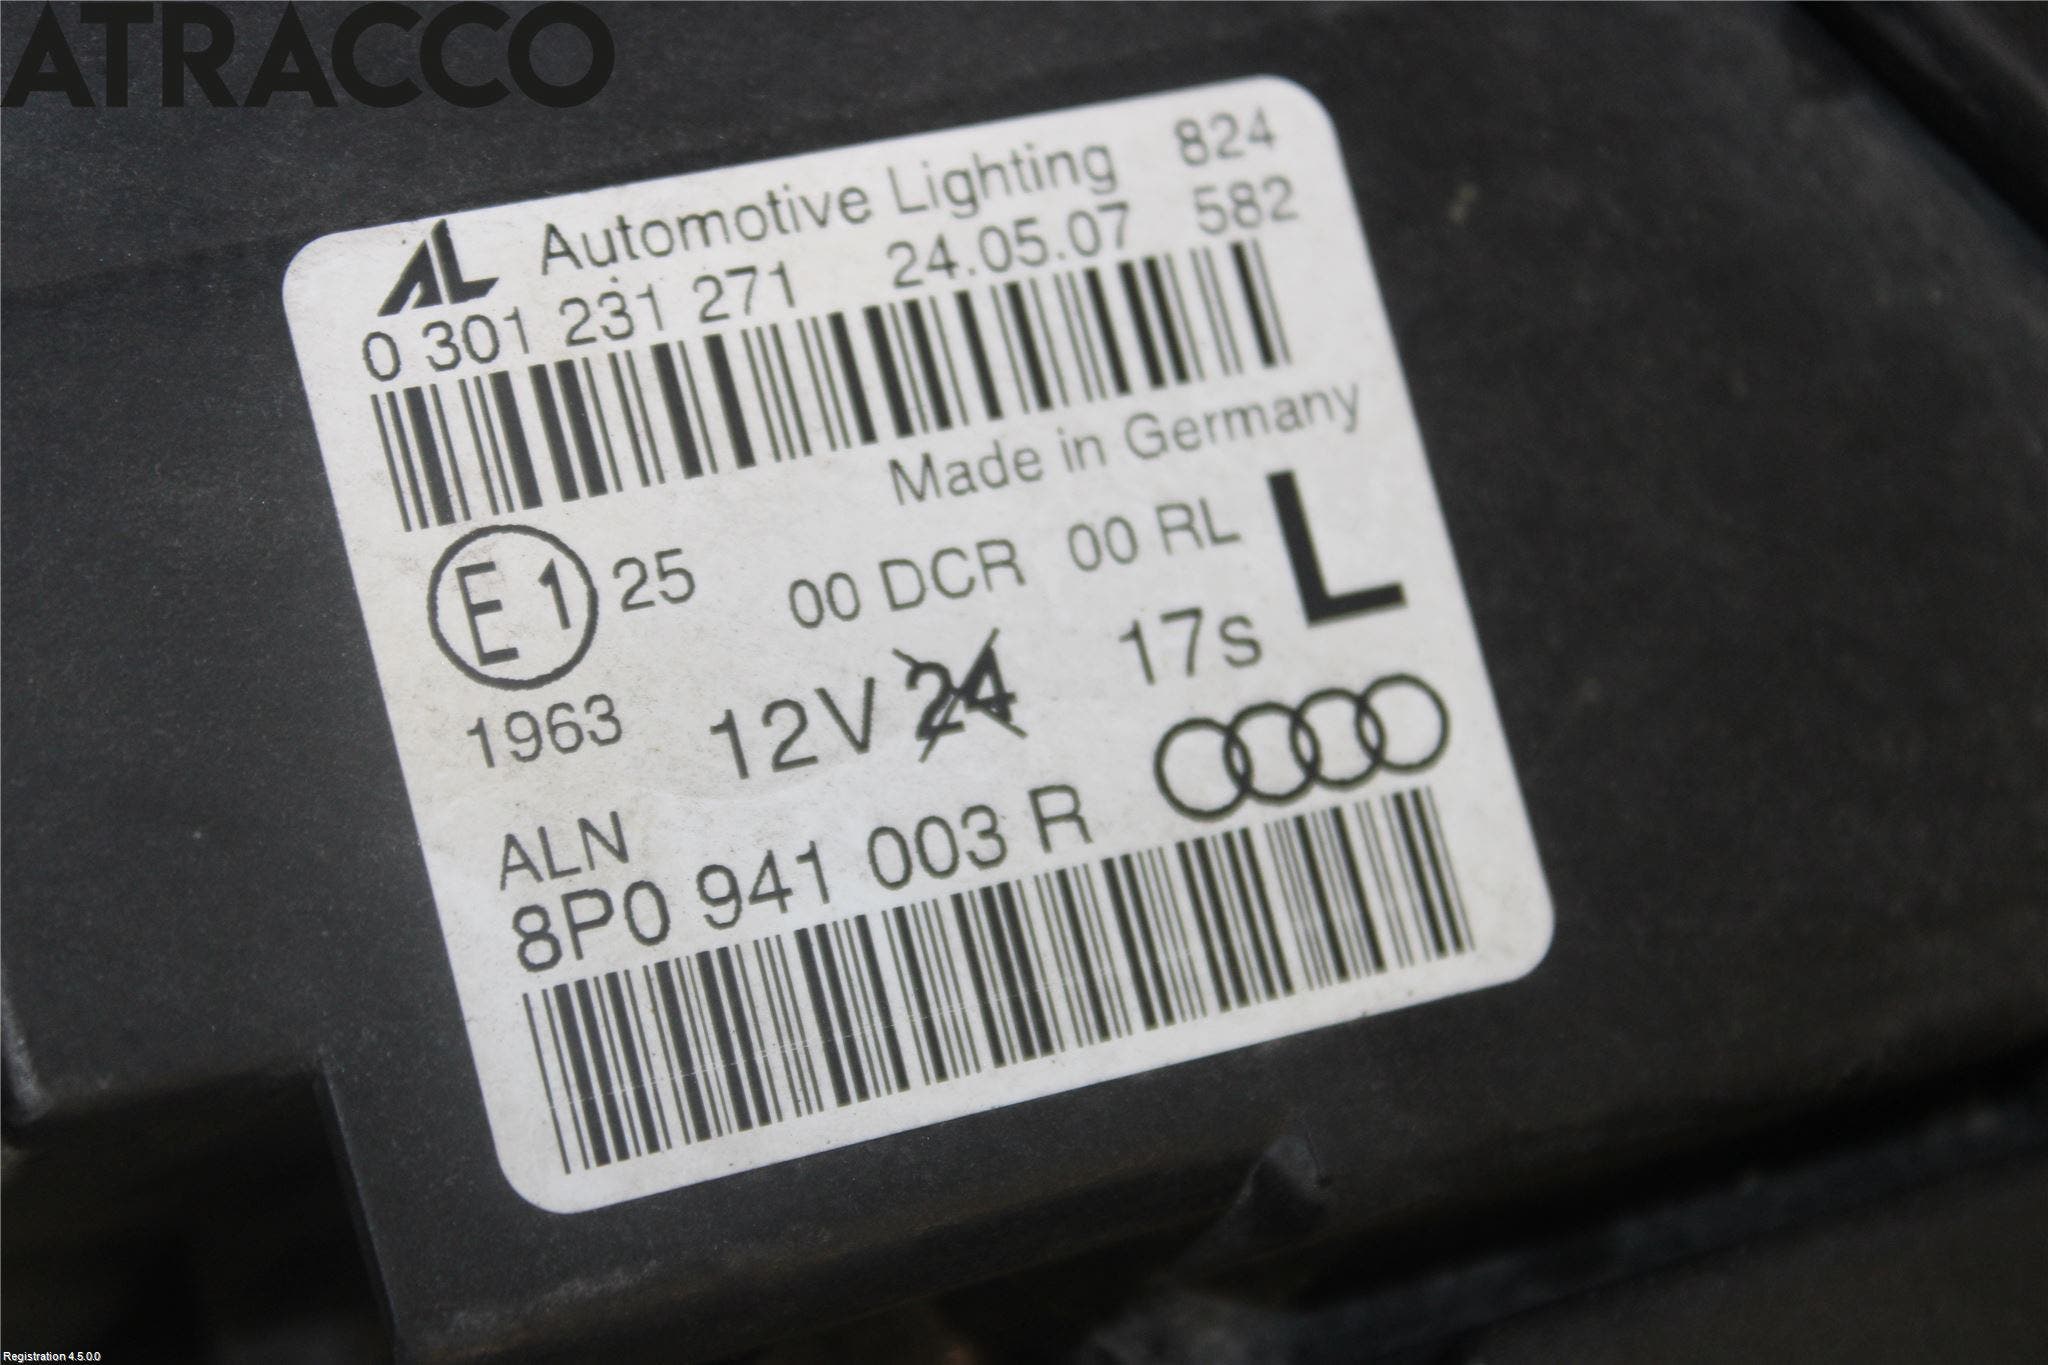 ATRACCO
AL Automotive Lighting 824
0 301 231 271 24.05.07 582
Made in Germany
E1 25 00 DCR 00 RL L
1963 12V 24 17s
ALN
8P0 941 003 R
Registration 4.5.0.0